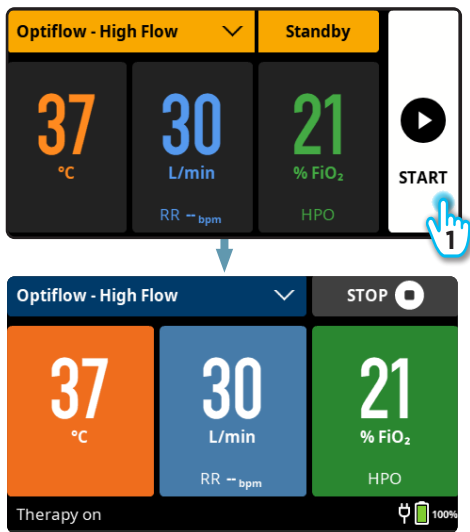 Optiflow - High Flow Standby
37 30 21
°C L/min % FiO₂ START
RR -- bpm HPO
1
Optiflow - High Flow STOP
37 30 21
°C L/min % FiO₂
RR -- bpm HPO
Therapy on 100%